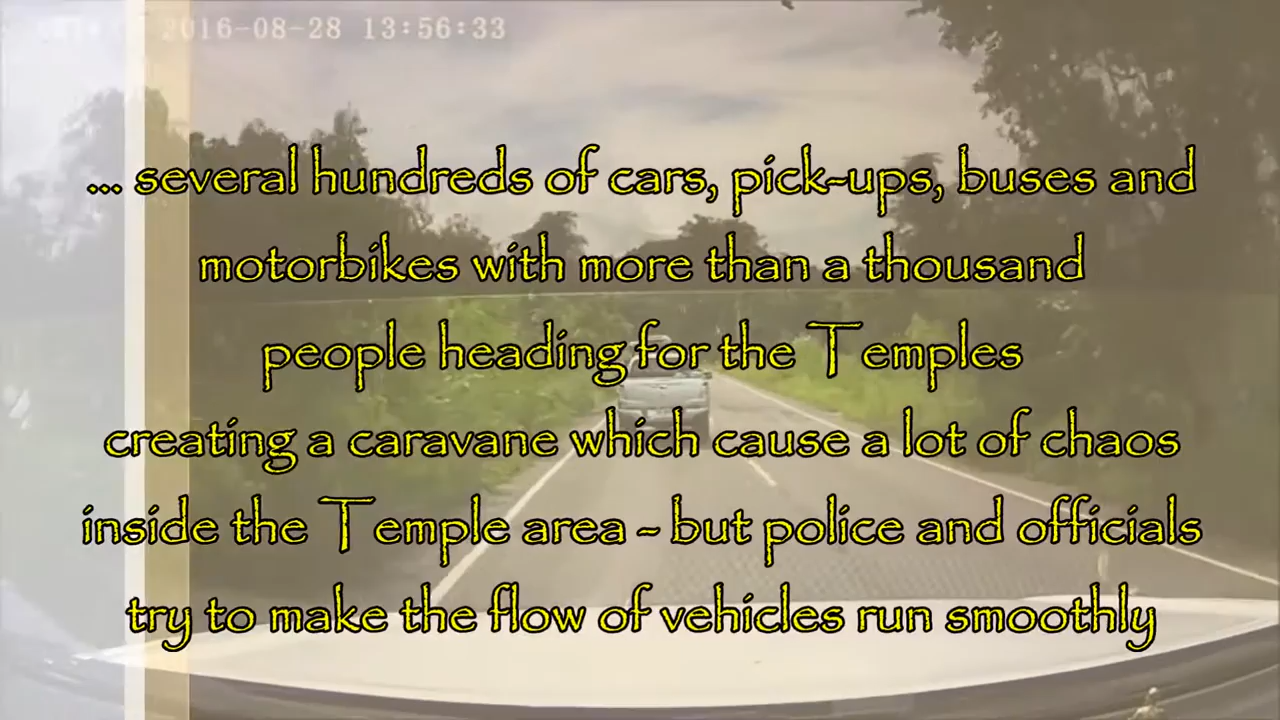 2016-08-28 13:56:33
... several hundreds of cars, pick-ups, buses and
motorbikes with more than a thousand
people heading for the Temples
creating a caravane which cause a lot of chaos
inside the Temple area - but police and officials
try to make the flow of vehicles run smoothly